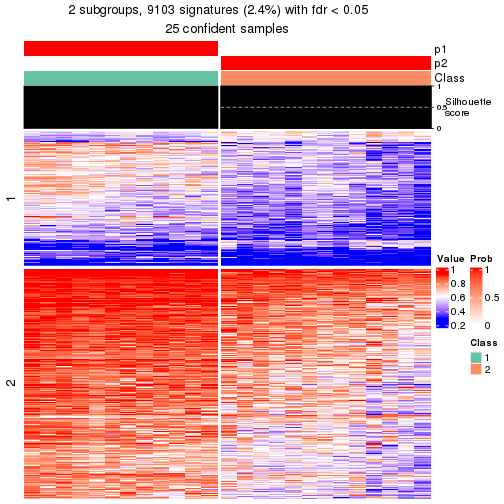 2 subgroups, 9103 signatures (2.4%) with fdr < 0.05
25 confident samples
p1
p2
Class
1
0.5
0
Silhouette
score
1
2
Value
1
0.8
0.6
0.4
0.2
Prob
1
0.5
0
Class
1
2